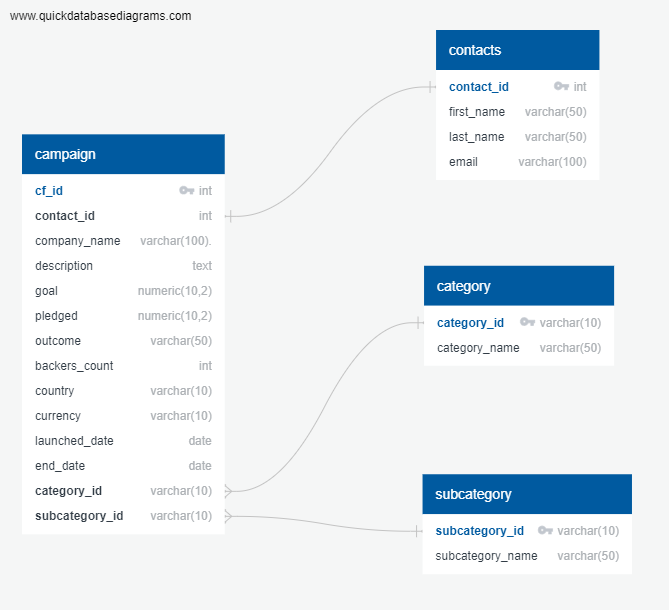 www.quickdatabasediagrams.com
contacts
contact_id int
first_name varchar(50)
last_name varchar(50)
email varchar(100)
campaign
cf_id int
contact_id int
company_name varchar(100).
description text
goal numeric(10,2)
pledged numeric(10,2)
outcome varchar(50)
backers_count int
country varchar(10)
currency varchar(10)
launched_date date
end_date date
category_id varchar(10)
subcategory_id varchar(10)
category
category_id varchar(10)
category_name varchar(50)
subcategory
subcategory_id varchar(10)
subcategory_name varchar(50)